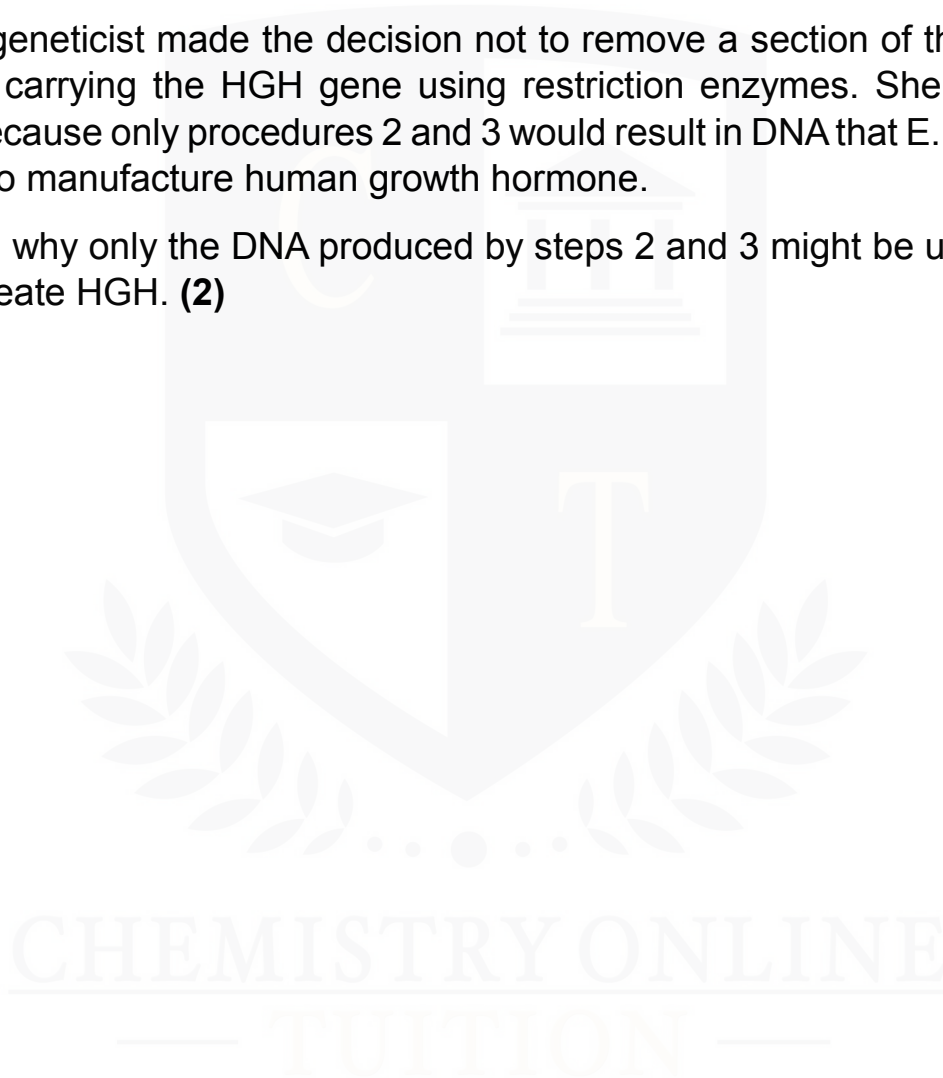 geneticist made the decision not to remove a section of th
carrying the HGH gene using restriction enzymes. She
ecause only procedures 2 and 3 would result in DNA that E.
o manufacture human growth hormone.
why only the DNA produced by steps 2 and 3 might be u
eate HGH. (2)
C
T
CHEMISTRY ONLINE
TUITION